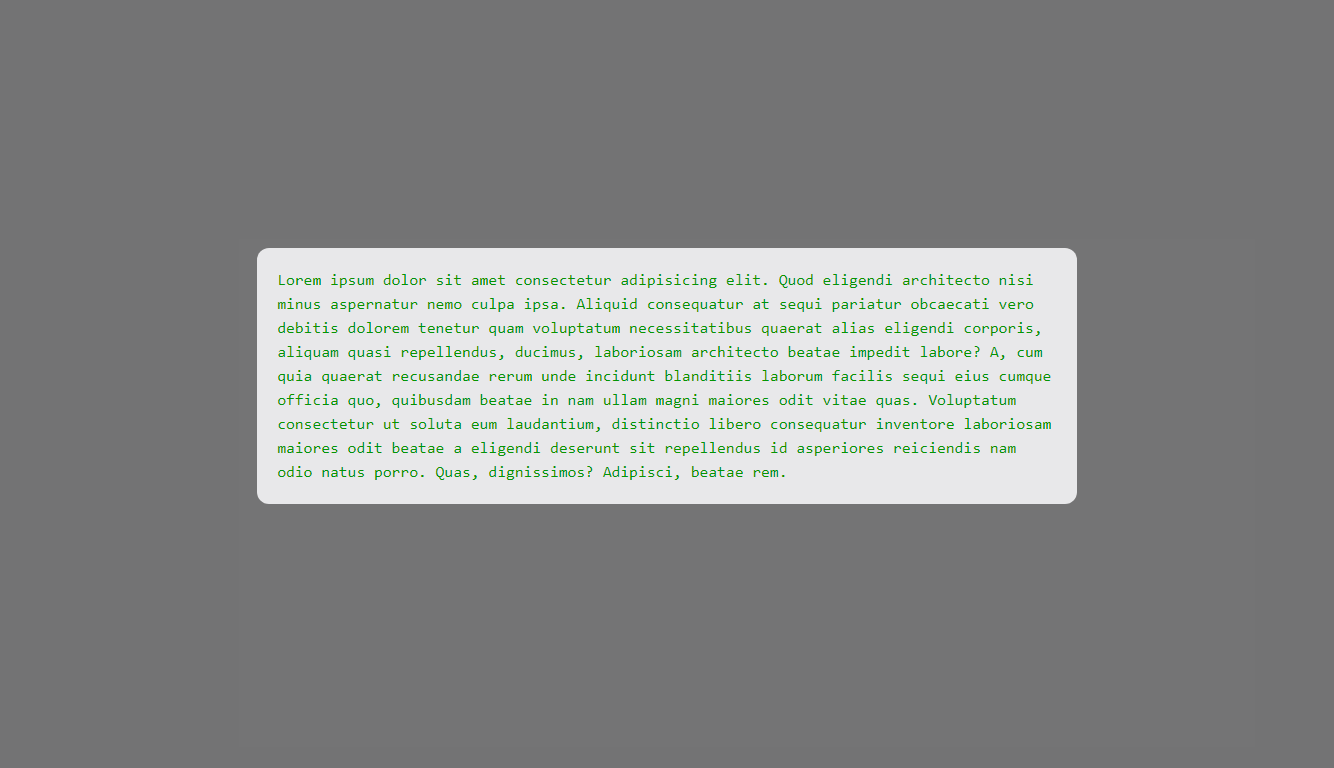 Lorem ipsum dolor sit amet consectetur adipisicing elit. Quod eligendi architecto nisi
minus aspernatur nemo culpa ipsa. Aliquid consequatur at sequi pariatur obcaecati vero
debitis dolorem tenetur quam voluptatum necessitatibus quaerat alias eligendi corporis,
aliquam quasi repellendus, ducimus, laboriosam architecto beatae impedit labore? A, cum
quia quaerat recusandae rerum unde incidunt blanditiis laborum facilis sequi eius cumque
officia quo, quibusdam beatae in nam ullam magni maiores odit vitae quas. Voluptatum
consectetur ut soluta eum laudantium, distinctio libero consequatur inventore laboriosam
maiores odit beatae a eligendi deserunt sit repellendus id asperiores reiciendis nam
odio natus porro. Quas, dignissimos? Adipisci, beatae rem.